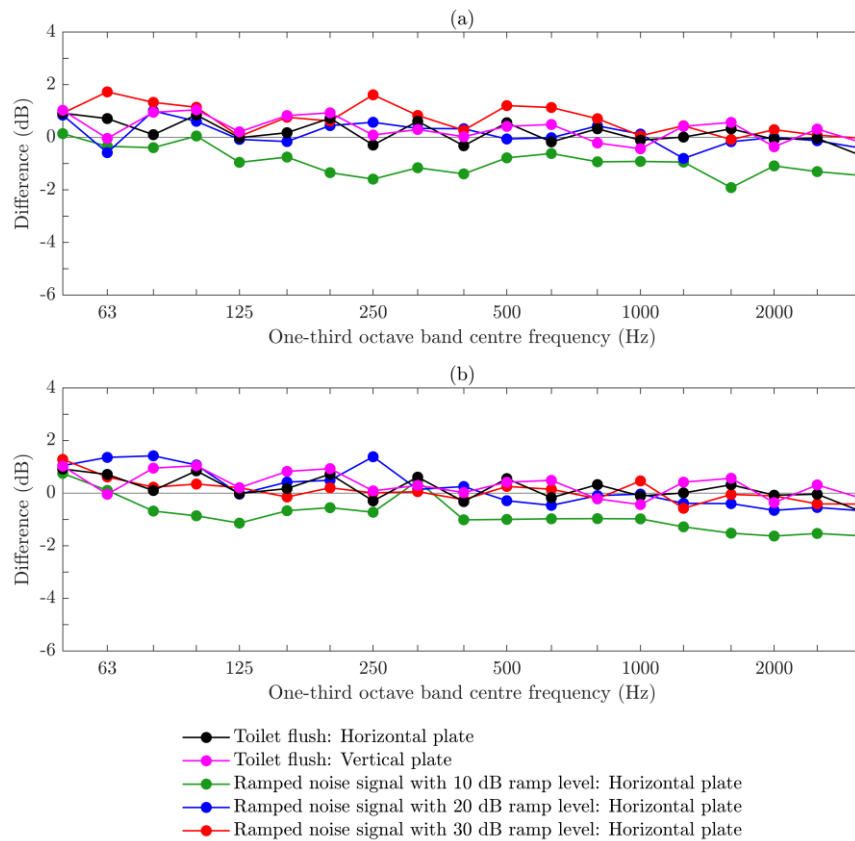 (a)
4
2
0
-2
-4
-6
Difference (dB)
63 125 250 500 1000 2000
One-third octave band centre frequency (Hz)
(b)
4
2
0
-2
-4
-6
Difference (dB)
63 125 250 500 1000 2000
One-third octave band centre frequency (Hz)
Toilet flush: Horizontal plate
Toilet flush: Vertical plate
Ramped noise signal with 10 dB ramp level: Horizontal plate
Ramped noise signal with 20 dB ramp level: Horizontal plate
Ramped noise signal with 30 dB ramp level: Horizontal plate